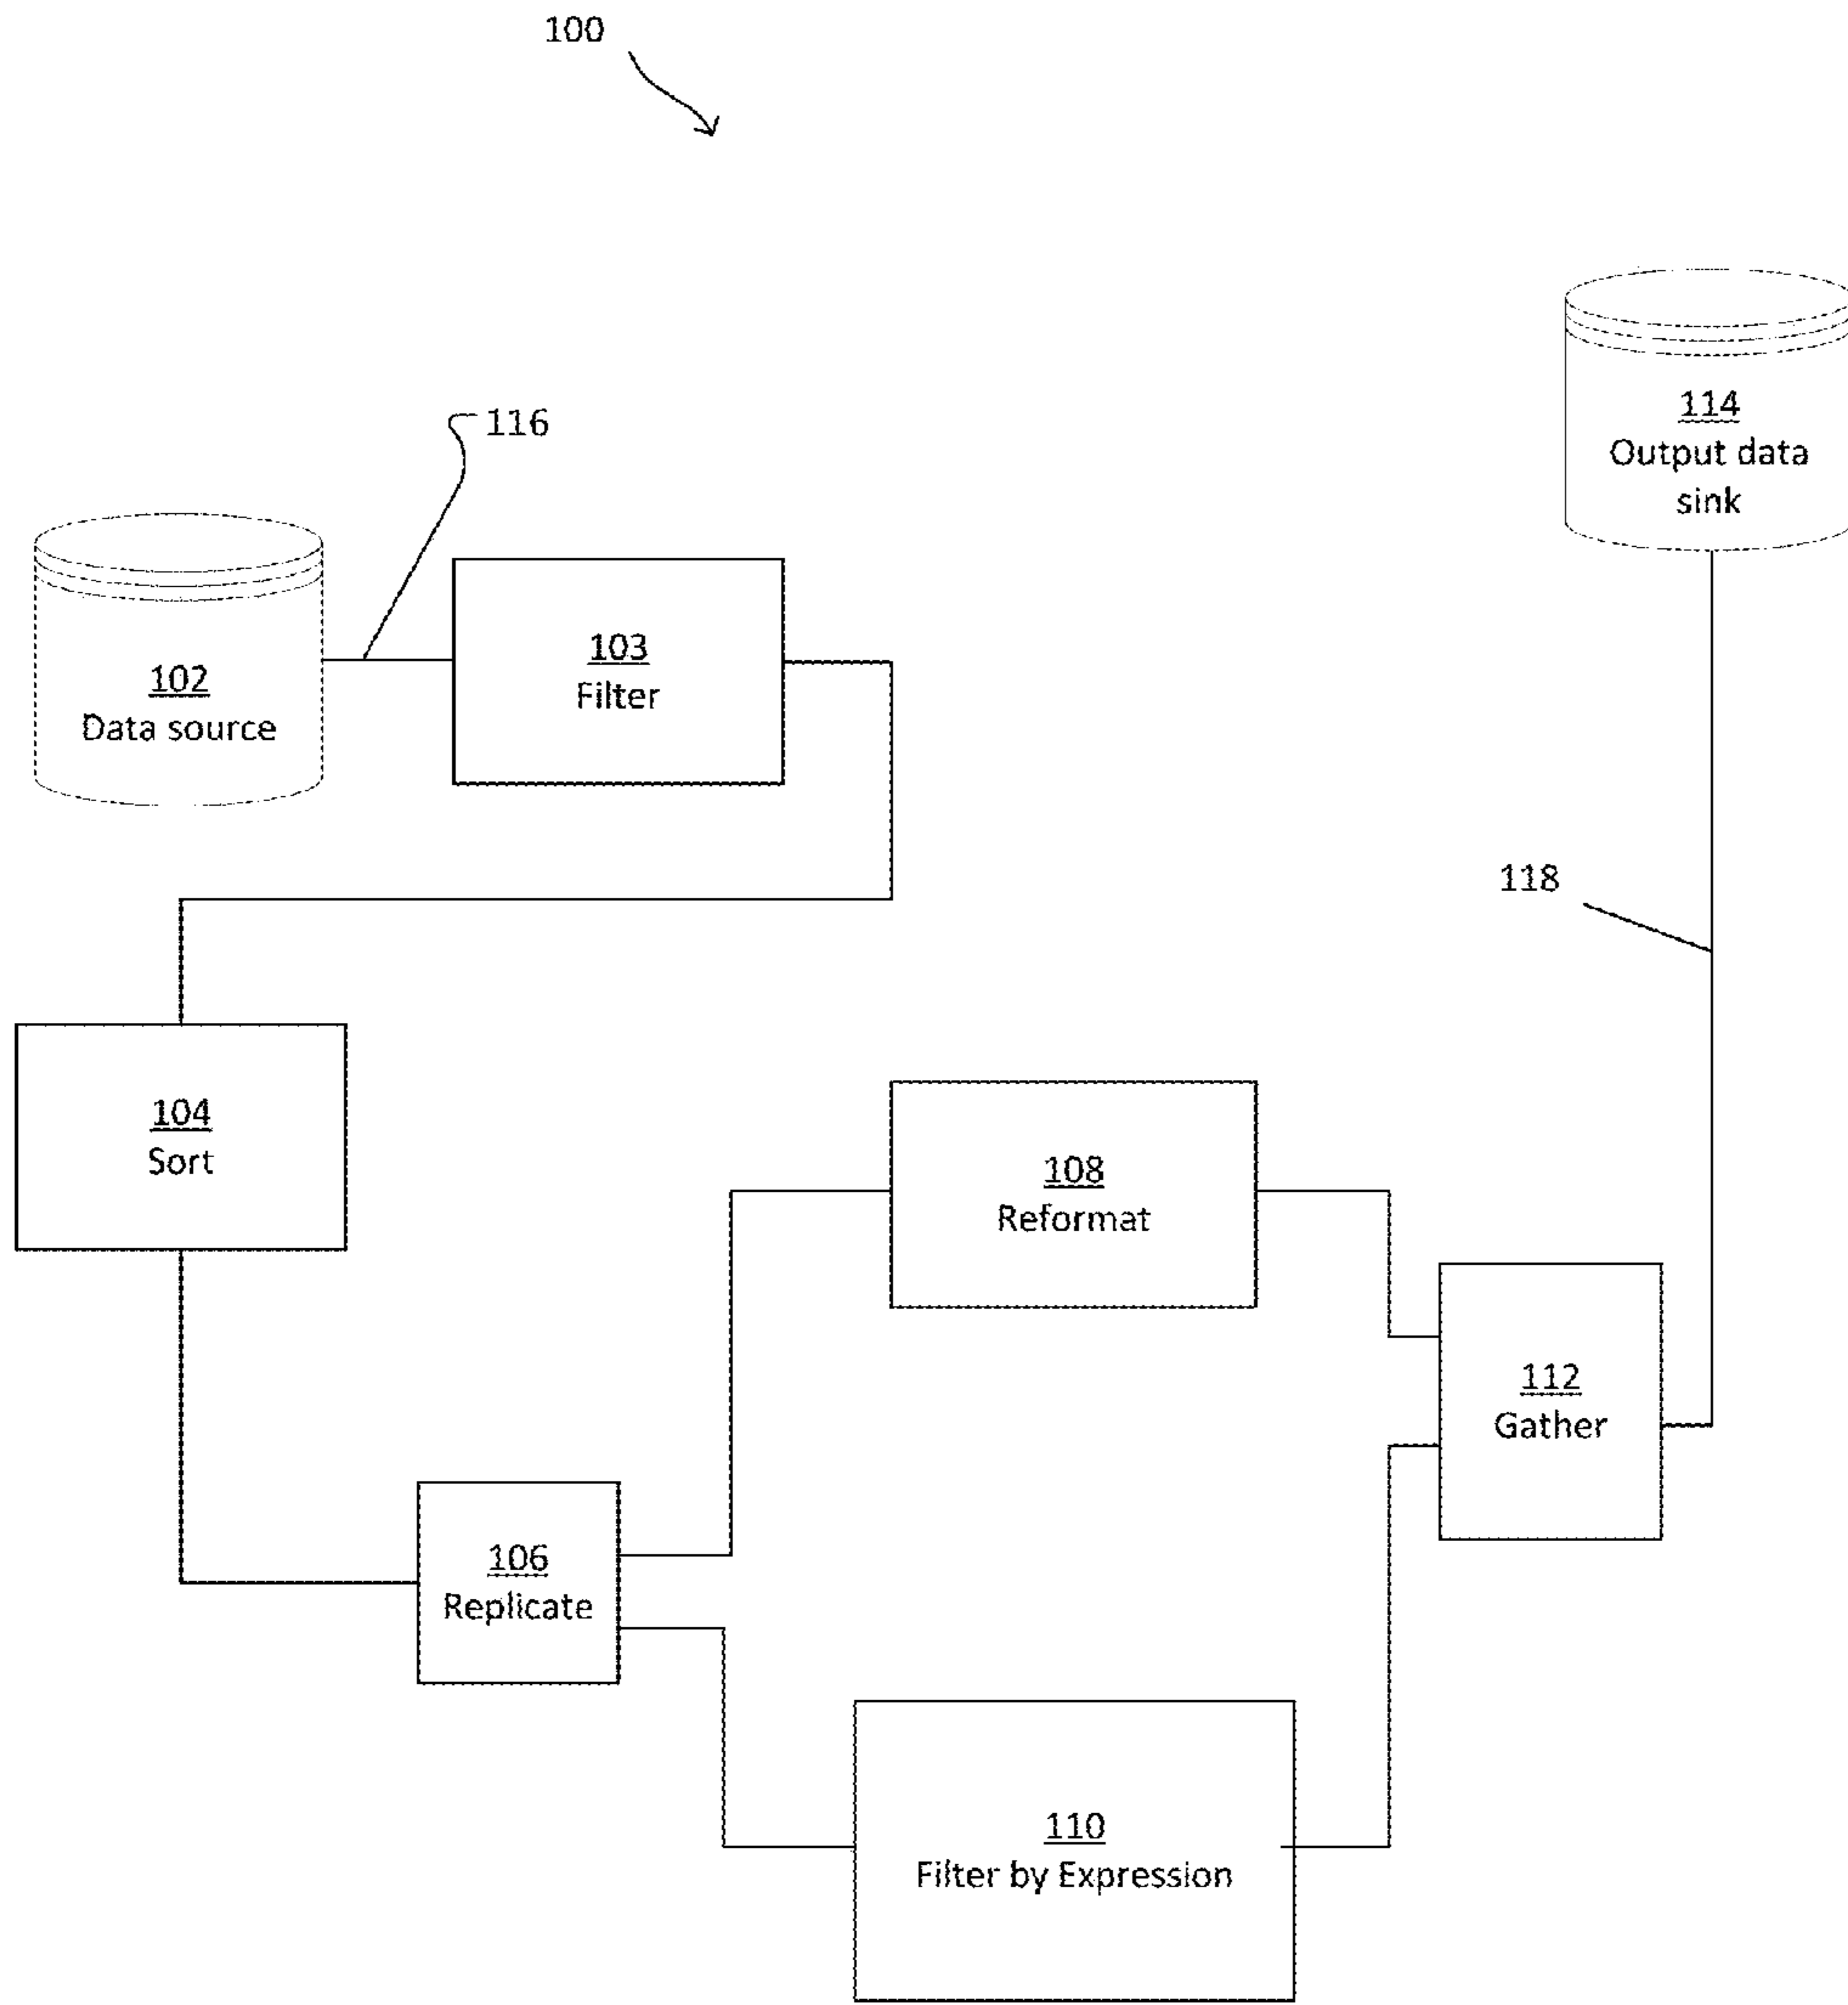 100
114
Output data
sink
116
102
Data source
103
Filter
118
104
Sort
108
Reformat
112
Gather
106
Replicate
110
Filter by Expression